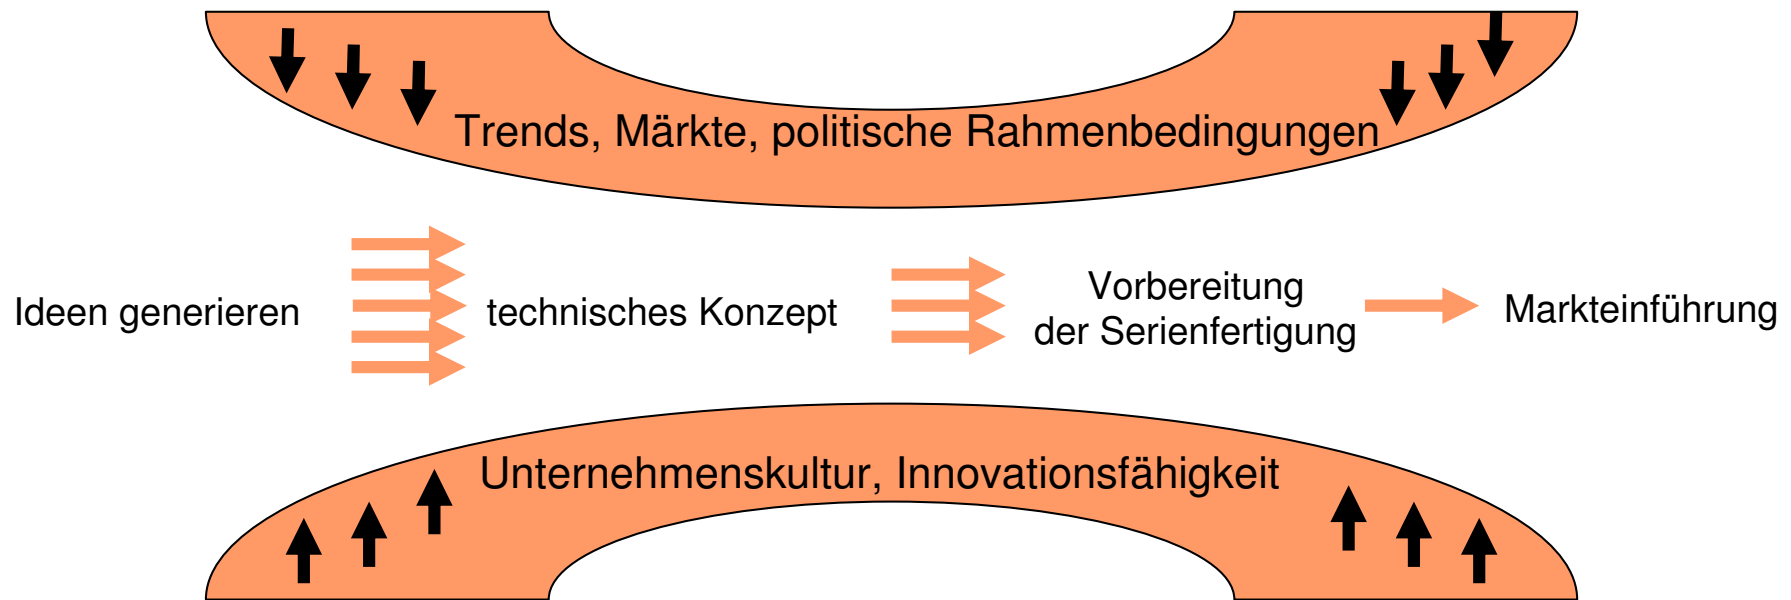 Trends, Märkte, politische Rahmenbedingungen
Ideen generieren
technisches Konzept
Vorbereitung
der Serienfertigung
Markteinführung
Unternehmenskultur, Innovationsfähigkeit